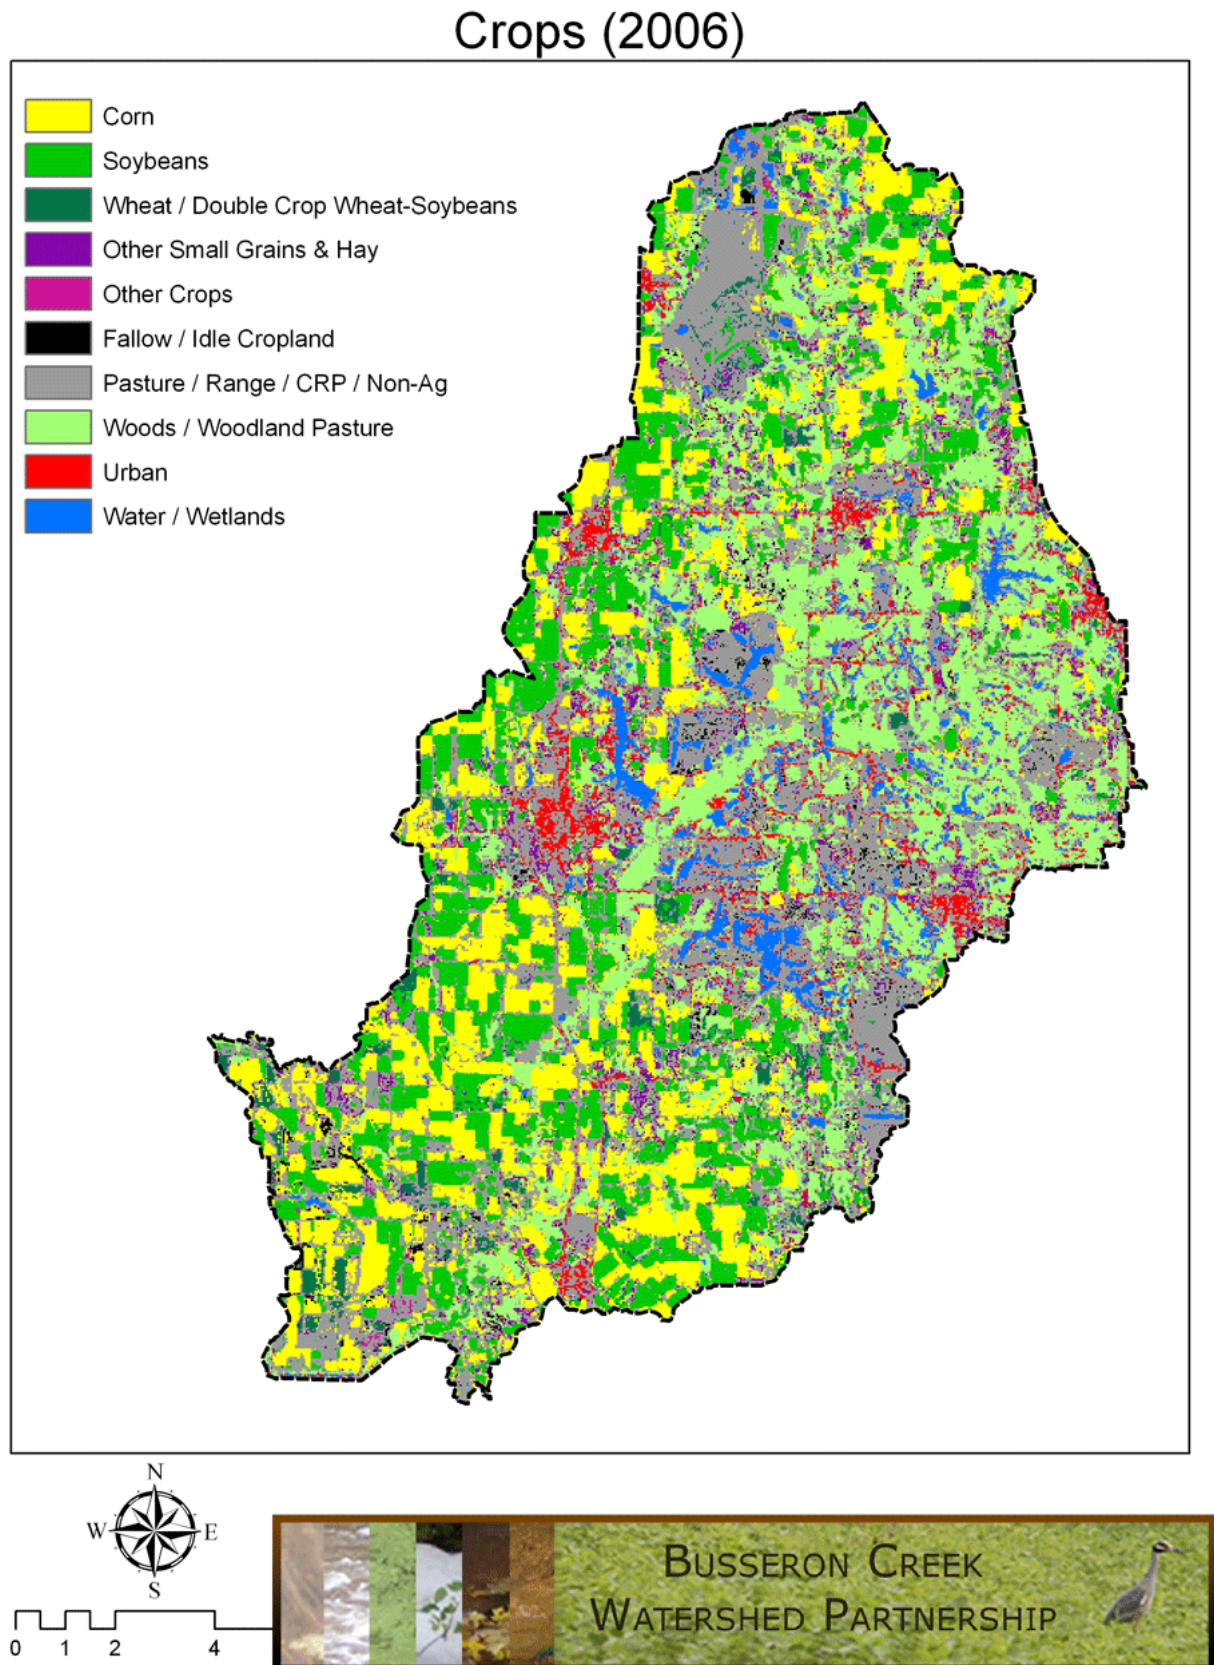 Crops (2006)
Corn
Soybeans
Wheat / Double Crop Wheat-Soybeans
Other Small Grains & Hay
Other Crops
Fallow / Idle Cropland
Pasture / Range / CRP / Non-Ag
Woods / Woodland Pasture
Urban
Water / Wetlands
N
W E
S
0 1 2 4
BUSSERON CREEK
WATERSHED PARTNERSHIP